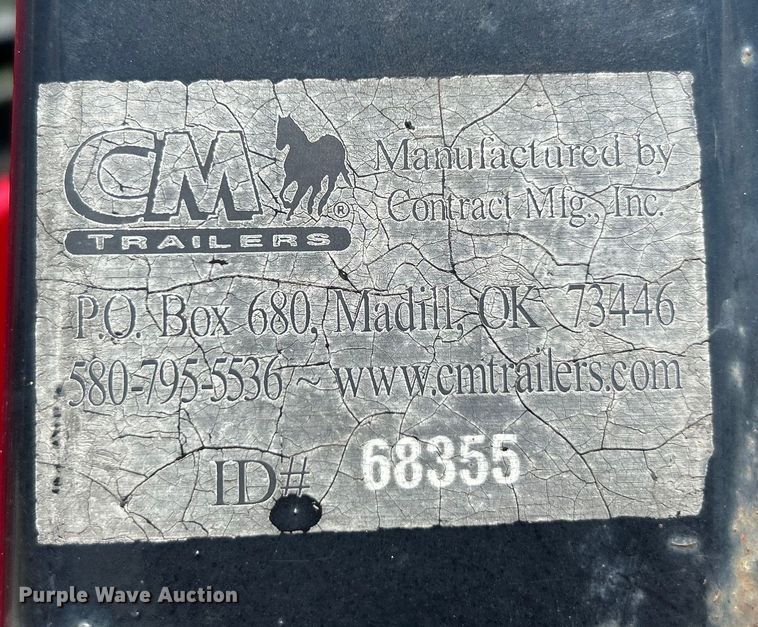 CM
TRAILERS
®
Manufactured by
Contract Mfg., Inc.
P.O. Box 680, Madill, OK 73446
580-795-5536 ~ www.cmtrailers.com
ID# 68355
Purple Wave Auction